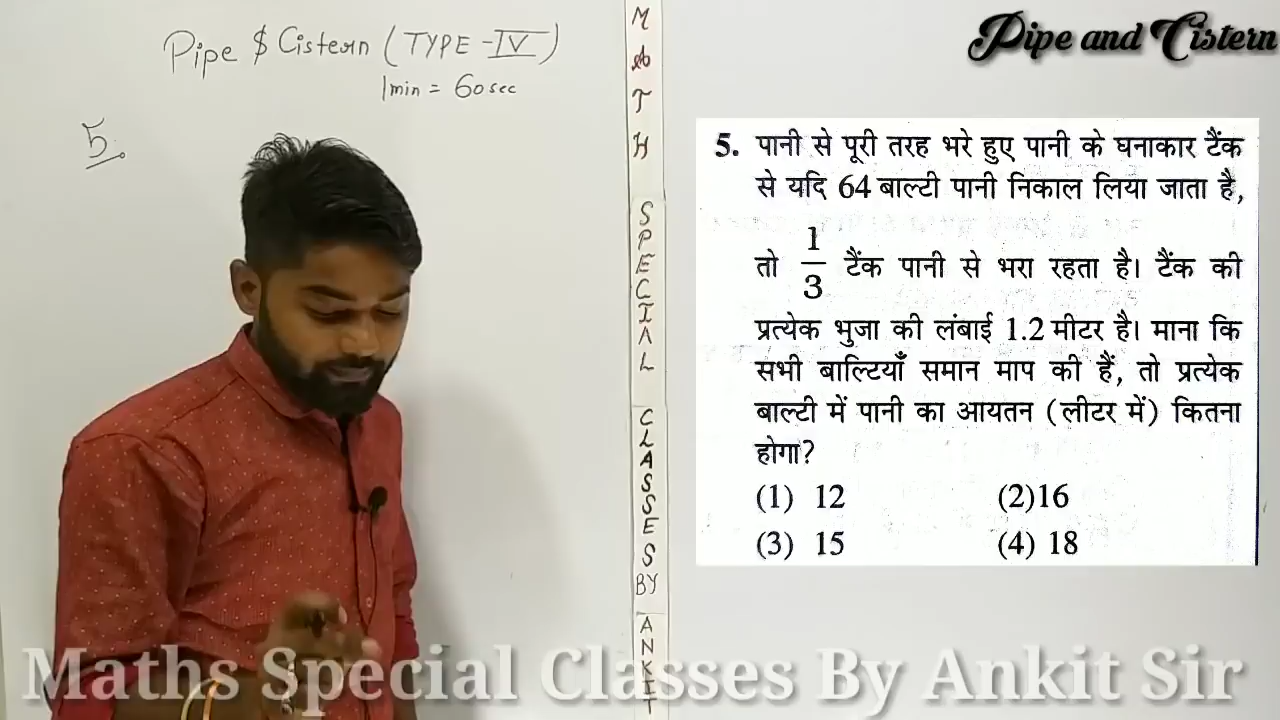 Pipe $ Cistern (TYPE-IV)
1min = 60sec
5.
MATH SPECIAL CLASSES BY ANKIT
Pipe and Cistern
5. पानी से पूरी तरह भरे हुए पानी के घनाकार टैंक
से यदि 64 बाल्टी पानी निकाल लिया जाता है,
तो 1/3 टैंक पानी से भरा रहता है। टैंक की
प्रत्येक भुजा की लंबाई 1.2 मीटर है। माना कि
सभी बाल्टियाँ समान माप की हैं, तो प्रत्येक
बाल्टी में पानी का आयतन (लीटर में) कितना
होगा?
(1) 12 (2)16
(3) 15 (4) 18
Maths Special Classes By Ankit Sir